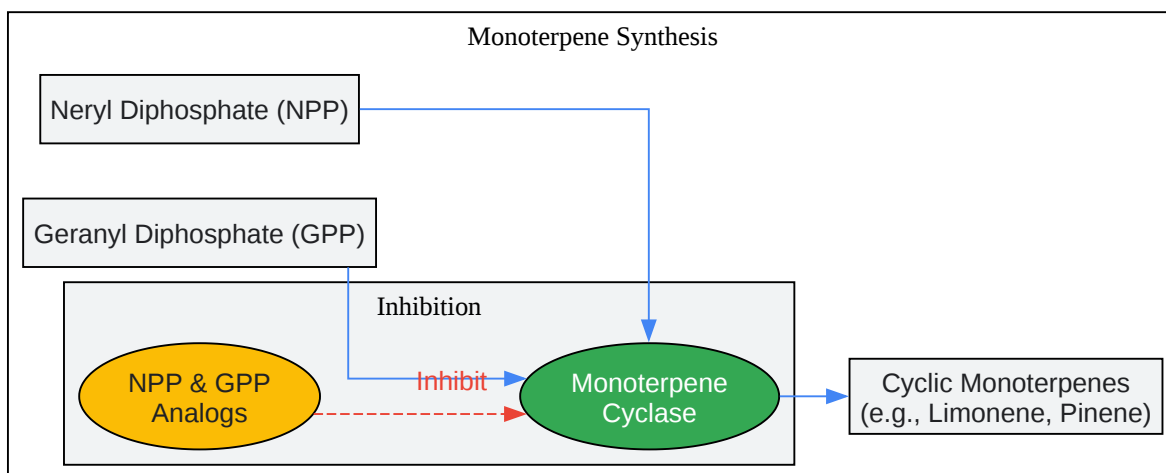 Monoterpene Synthesis
Neryl Diphosphate (NPP)
Geranyl Diphosphate (GPP)
Inhibition
NPP & GPP
Analogs
Inhibit
Monoterpene
Cyclase
Cyclic Monoterpenes
(e.g., Limonene, Pinene)